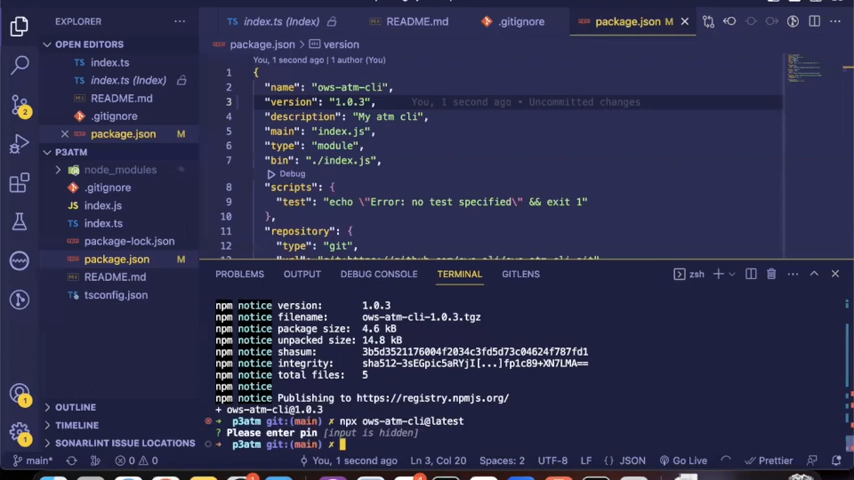 EXPLORER
index.ts (Index)
README.md
.gitignore
package.json M
OPEN EDITORS
index.ts
index.ts (Index)
README.md
.gitignore
package.json M
P3ATM
node_modules
.gitignore
index.js
index.ts
package-lock.json
package.json M
README.md
tsconfig.json
OUTLINE
TIMELINE
SONARLINT ISSUE LOCATIONS
package.json > version
You, 1 second ago | 1 author (You)
1 {
2 "name": "ows-atm-cli",
3 "version": "1.0.3", You, 1 second ago • Uncommitted changes
4 "description": "My atm cli",
5 "main": "index.js",
6 "type": "module",
7 "bin": "./index.js",
Debug
8 "scripts": {
9 "test": "echo \"Error: no test specified\" && exit 1"
10 },
11 "repository": {
12 "type": "git",
PROBLEMS OUTPUT DEBUG CONSOLE TERMINAL GITLENS
zsh
npm notice version: 1.0.3
npm notice filename: ows-atm-cli-1.0.3.tgz
npm notice package size: 4.6 kB
npm notice unpacked size: 14.8 kB
npm notice shasum: 3b5d3521176004f2034c3fd5d73c04624f787fd1
npm notice integrity: sha512-3sEGpic5aRYjI[...]fp1c89+XN7LMA==
npm notice total files: 5
npm notice
npm notice Publishing to https://registry.npmjs.org/
+ ows-atm-cli@1.0.3
➜ p3atm git:(main) ✗ npx ows-atm-cli@latest
? Please enter pin [input is hidden]
➜ p3atm git:(main) ✗
2
main* 0 0 You, 1 second ago Ln 3, Col 20 Spaces: 2 UTF-8 LF {} JSON Go Live Prettier